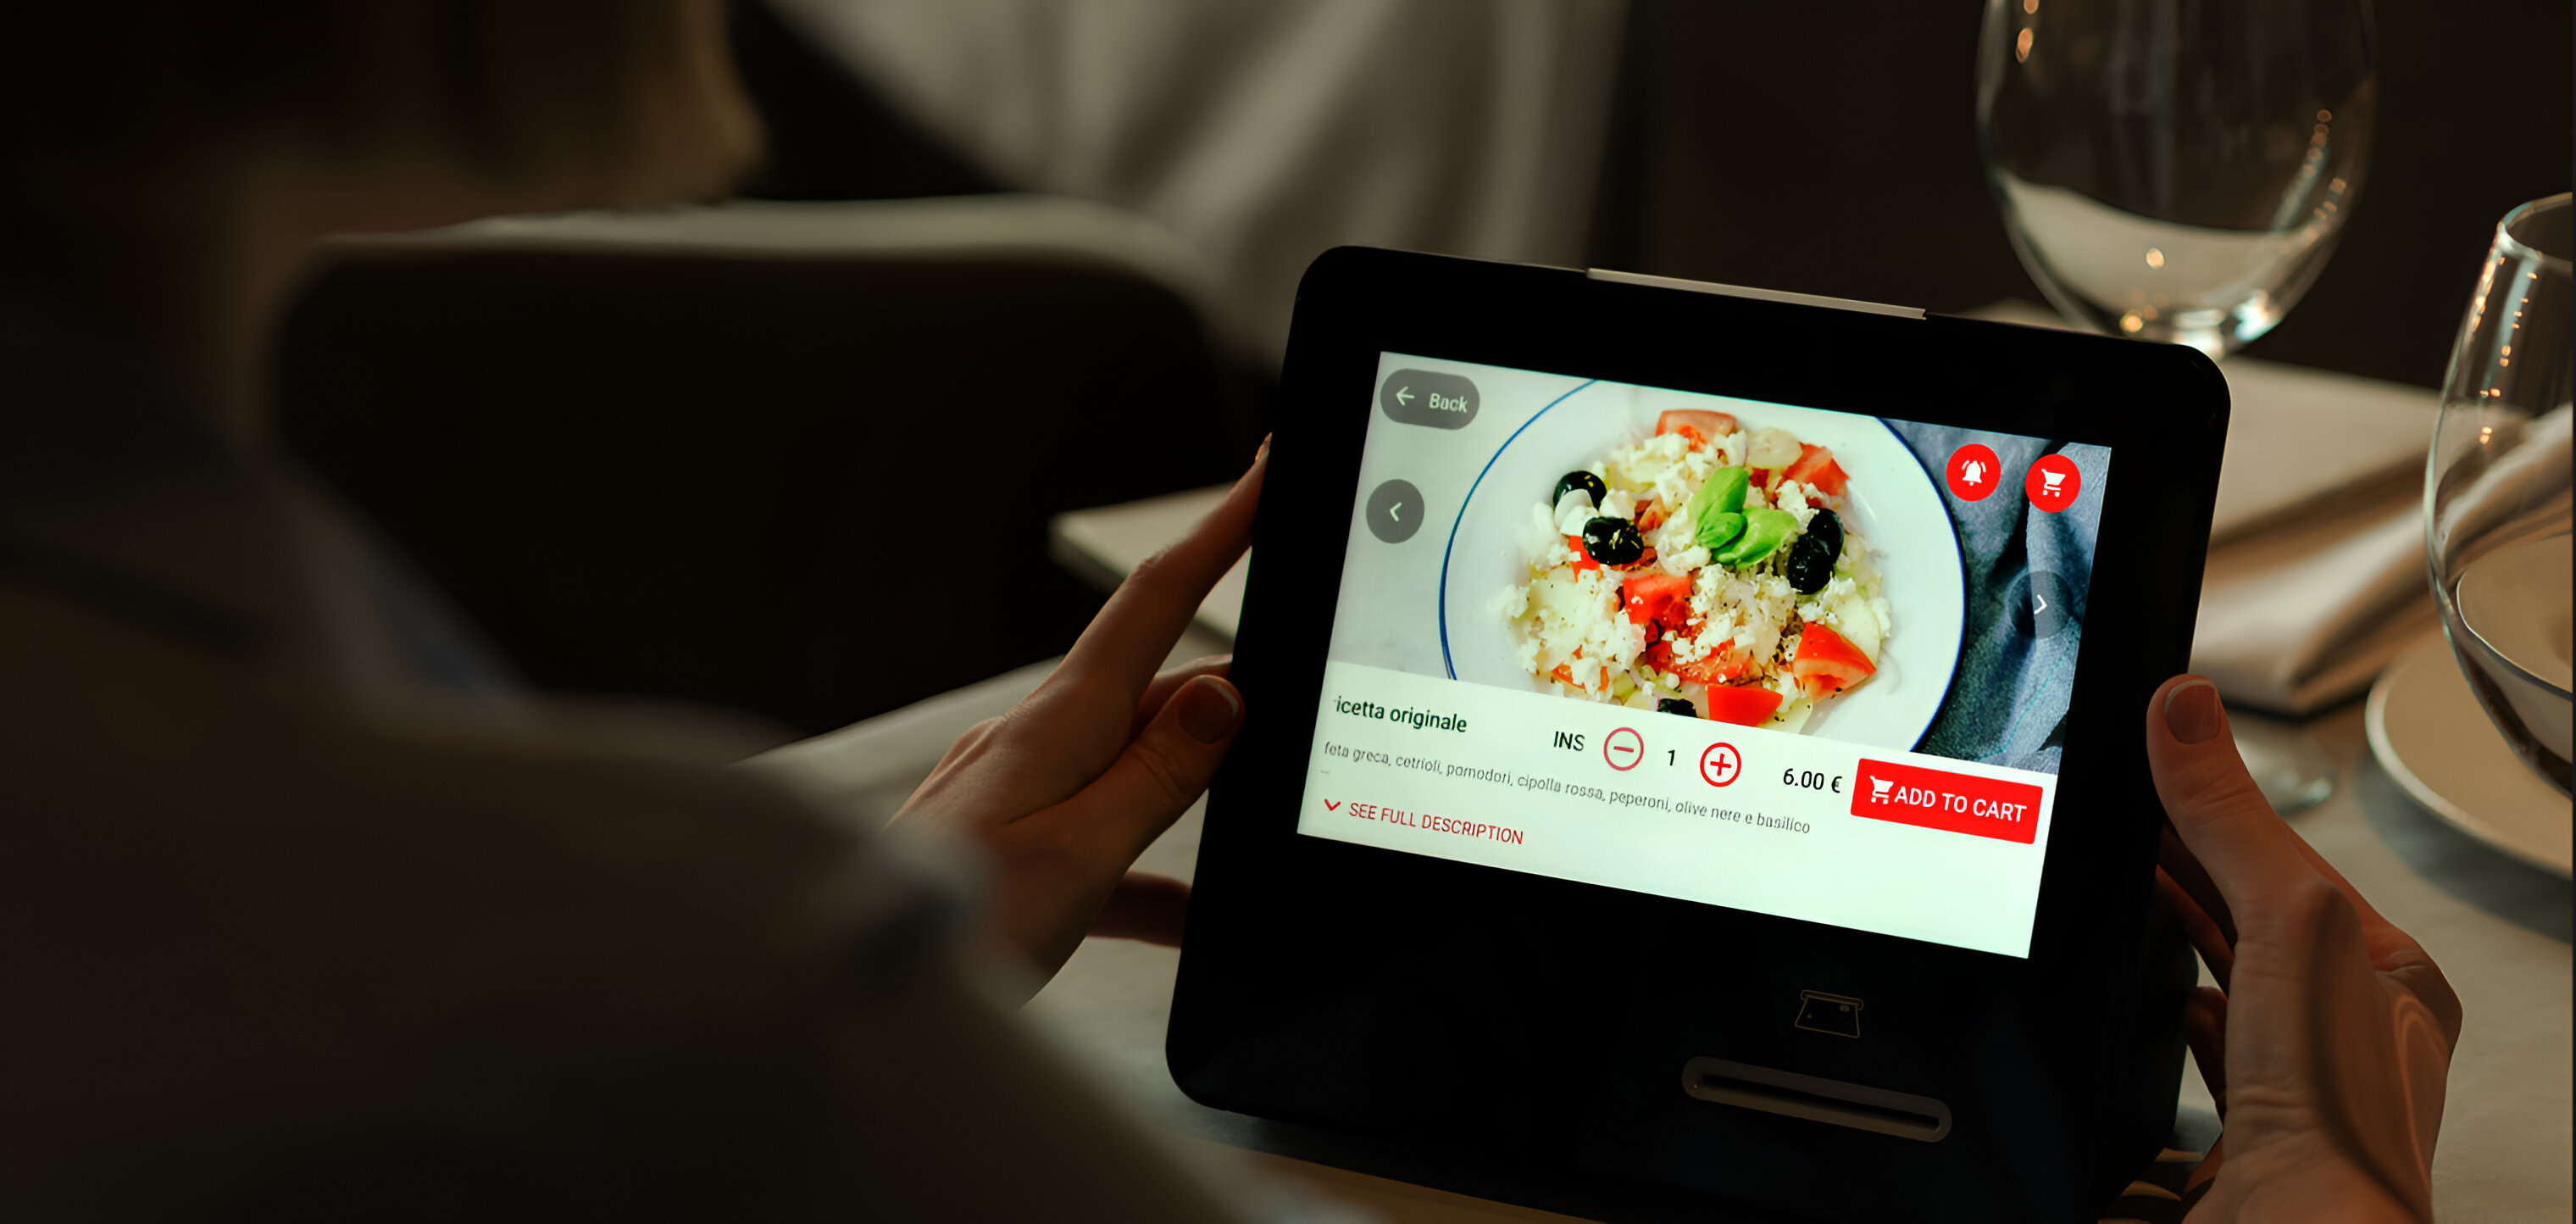 Back
icetta originale
INS 1 6.00 € ADD TO CART
feta greca, cetrioli, pomodori, cipolla rossa, peperoni, olive nere e basilico
SEE FULL DESCRIPTION